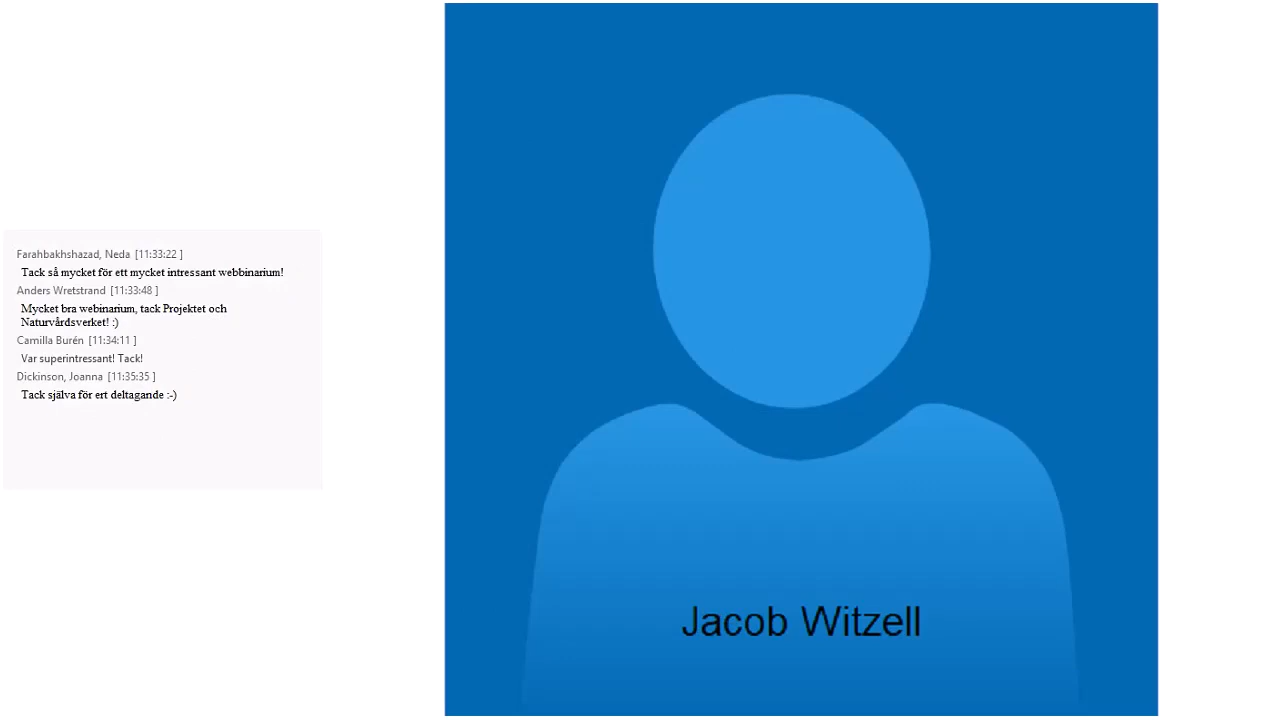 Farahbakhshazad, Neda [11:33:22 ]
Tack så mycket för ett mycket intressant webbinarium!
Anders Wretstrand [11:33:48 ]
Mycket bra webinarium, tack Projektet och
Naturvårdsverket! :)
Camilla Burén [11:34:11 ]
Var superintressant! Tack!
Dickinson, Joanna [11:35:35 ]
Tack själva för ert deltagande :-)
Jacob Witzell